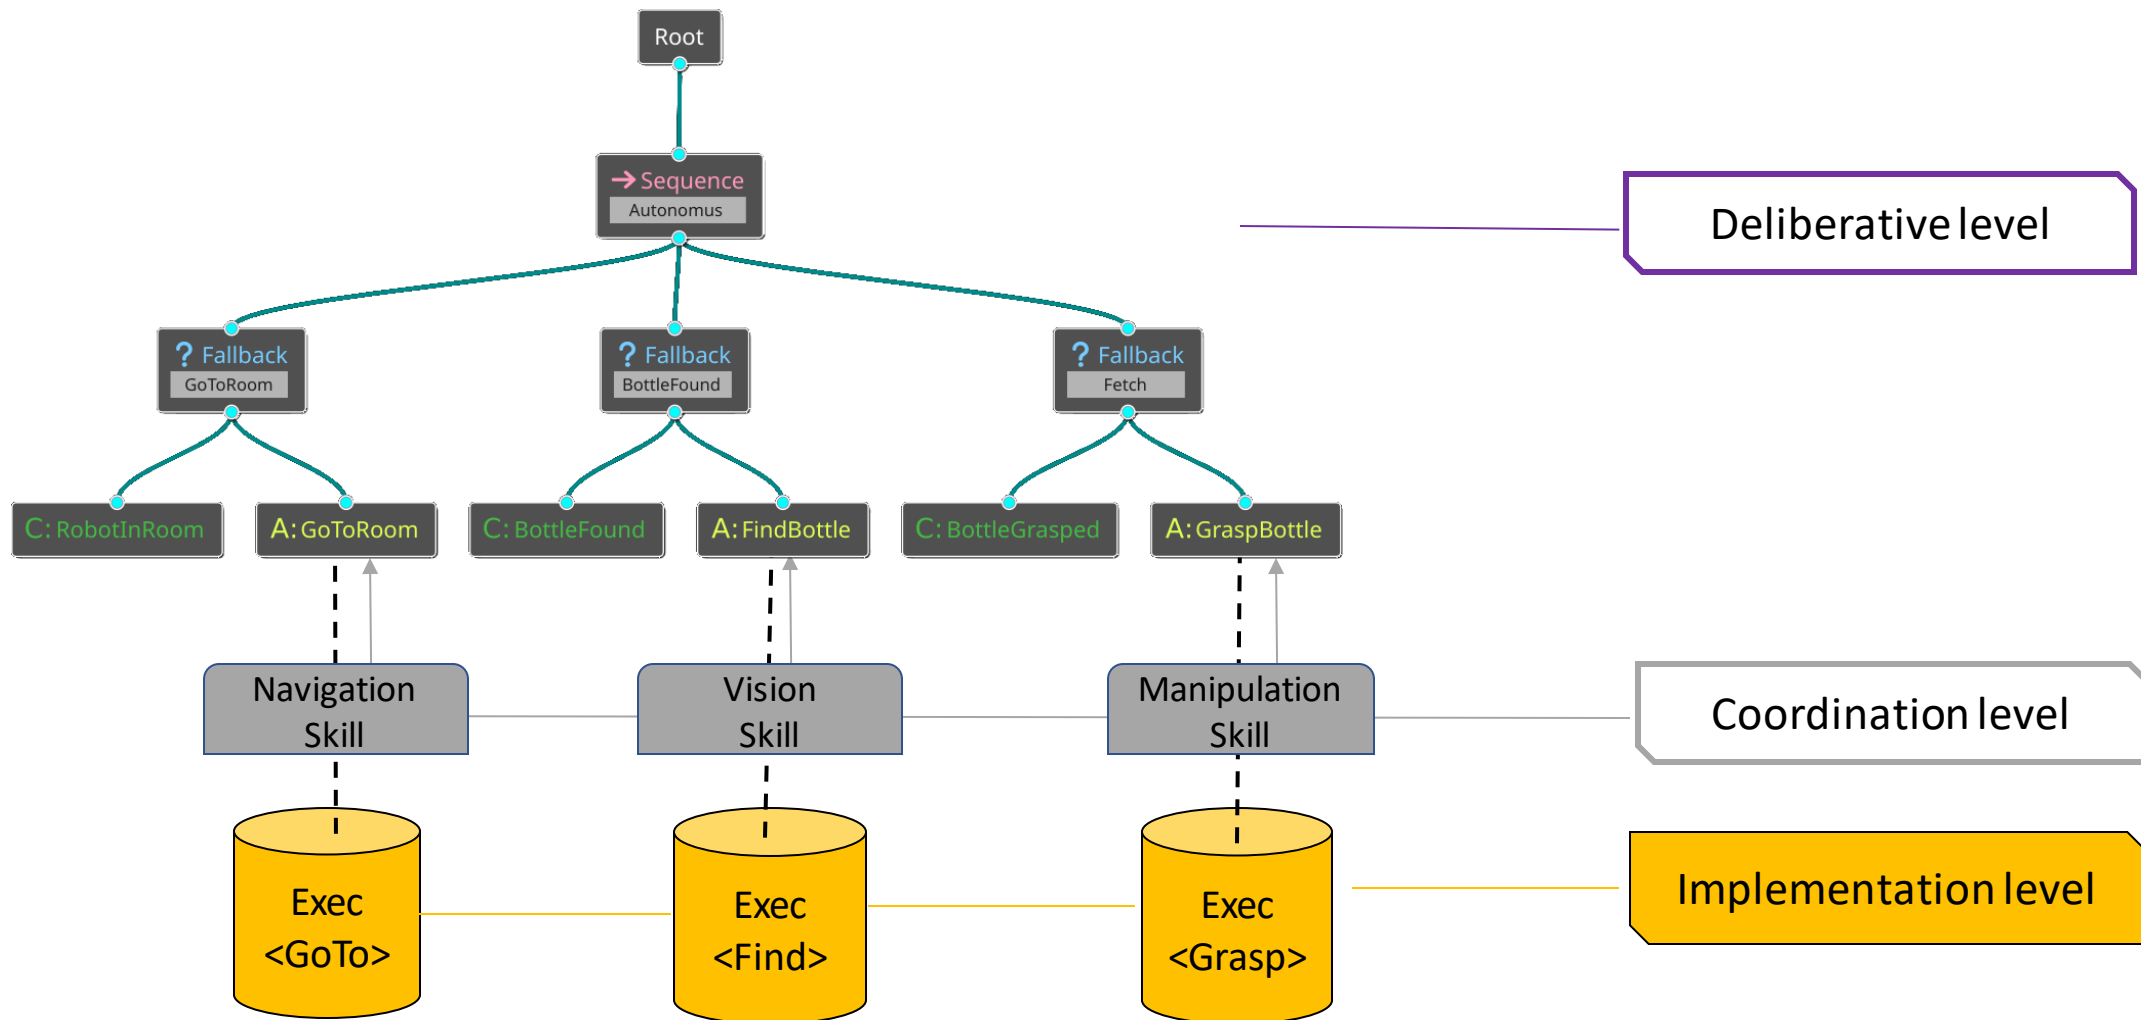 Root
→ Sequence
Autonomus
Deliberative level
? Fallback
GoToRoom
? Fallback
BottleFound
? Fallback
Fetch
C: RobotInRoom
A: GoToRoom
C: BottleFound
A: FindBottle
C: BottleGrasped
A: GraspBottle
Navigation
Skill
Vision
Skill
Manipulation
Skill
Coordination level
Exec
<GoTo>
Exec
<Find>
Exec
<Grasp>
Implementation level